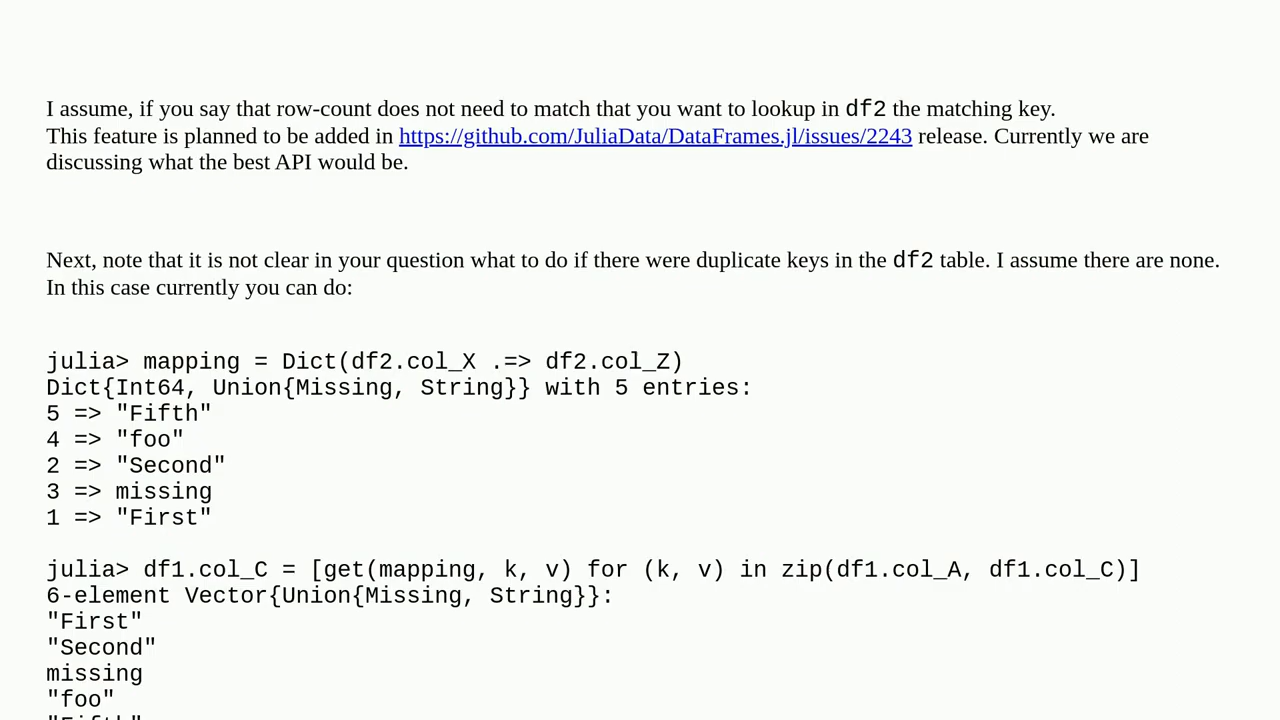 I assume, if you say that row-count does not need to match that you want to lookup in df2 the matching key.
This feature is planned to be added in https://github.com/JuliaData/DataFrames.jl/issues/2243 release. Currently we are
discussing what the best API would be.
Next, note that it is not clear in your question what to do if there were duplicate keys in the df2 table. I assume there are none.
In this case currently you can do:
julia> mapping = Dict(df2.col_X .=> df2.col_Z)
Dict{Int64, Union{Missing, String}} with 5 entries:
5 => "Fifth"
4 => "foo"
2 => "Second"
3 => missing
1 => "First"
julia> df1.col_C = [get(mapping, k, v) for (k, v) in zip(df1.col_A, df1.col_C)]
6-element Vector{Union{Missing, String}}:
"First"
"Second"
missing
"foo"
"Fifth"